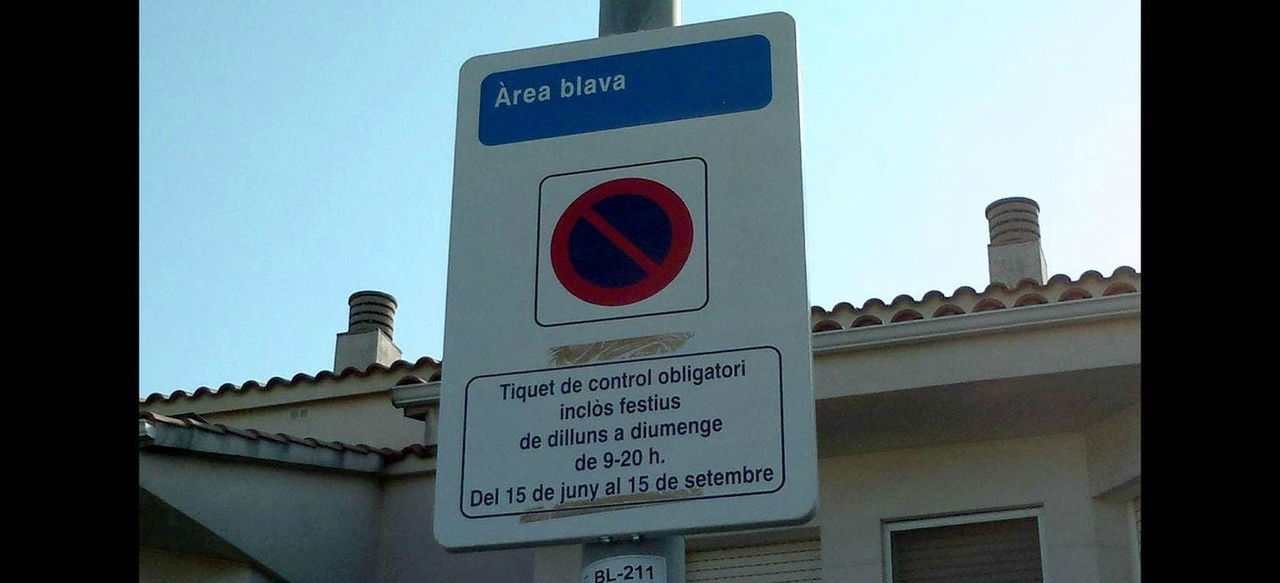 Àrea blava
Tiquet de control obligatori
inclòs festius
de dilluns a diumenge
de 9-20 h.
Del 15 de juny al 15 de setembre
BL-211